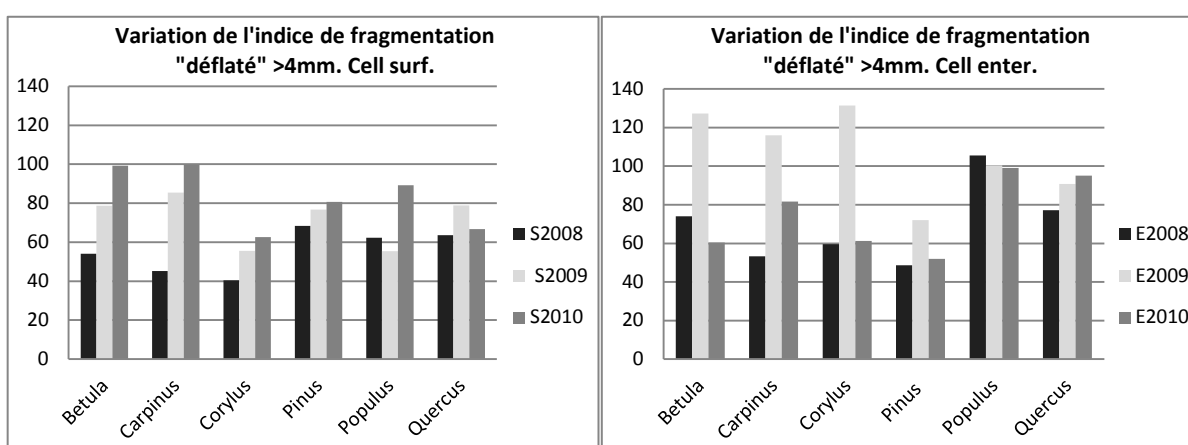 Variation de l'indice de fragmentation
"déflaté" >4mm. Cell surf.
140
120
100
80
60
40
20
0
Betula
Carpinus
Corylus
Pinus
Populus
Quercus
S2008
S2009
S2010
Variation de l'indice de fragmentation
"déflaté" >4mm. Cell enter.
140
120
100
80
60
40
20
0
Betula
Carpinus
Corylus
Pinus
Populus
Quercus
E2008
E2009
E2010